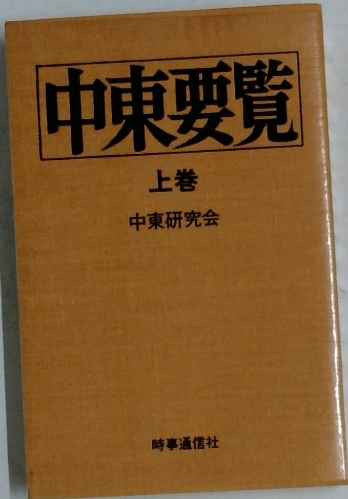 中東要覧
上巻
中東研究会
時事通信社